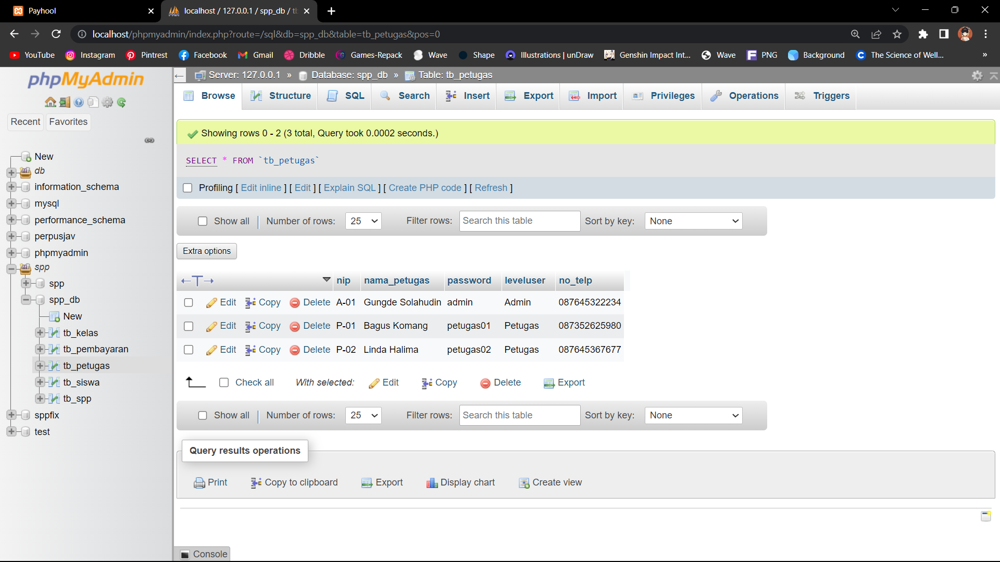 Payhool
localhost / 127.0.0.1 / spp_db / tb
localhost/phpmyadmin/index.php?route=/sql&db=spp_db&table=tb_petugas&pos=0
YouTube Instagram Pinterest Facebook Gmail Dribble Games-Repack Wave Shape Illustrations | unDraw Genshin Impact Int... Wave PNG Background The Science of Well... »
phpMyAdmin
Recent Favorites
New
db
information_schema
mysql
performance_schema
perpusjav
phpmyadmin
spp
spp
spp_db
New
tb_kelas
tb_pembayaran
tb_petugas
tb_siswa
tb_spp
sppfix
test
Server: 127.0.0.1 » Database: spp_db » Table: tb_petugas
Browse Structure SQL Search Insert Export Import Privileges Operations Triggers
Showing rows 0 - 2 (3 total, Query took 0.0002 seconds.)
SELECT * FROM `tb_petugas`
Profiling [ Edit inline ] [ Edit ] [ Explain SQL ] [ Create PHP code ] [ Refresh ]
Show all | Number of rows: 25 Filter rows: Search this table Sort by key: None
Extra options
←T→ nip nama_petugas password leveluser no_telp
Edit Copy Delete A-01 Gungde Solahudin admin Admin 087645322234
Edit Copy Delete P-01 Bagus Komang petugas01 Petugas 087352625980
Edit Copy Delete P-02 Linda Halima petugas02 Petugas 087645367677
Check all With selected: Edit Copy Delete Export
Show all | Number of rows: 25 Filter rows: Search this table Sort by key: None
Query results operations
Print Copy to clipboard Export Display chart Create view
Console